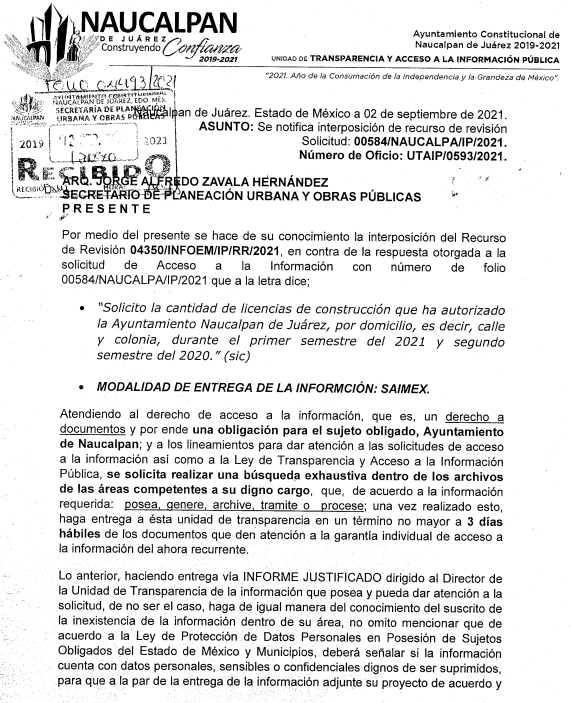 NAUCALPAN
DE JUÁREZ
Construyendo Confianza
2019-2021
Ayuntamiento Constitucional de
Naucalpan de Juárez 2019-2021
UNIDAD DE TRANSPARENCIA Y ACCESO A LA INFORMACIÓN PÚBLICA
"2021. Año de la Consumación de la Independencia y la Grandeza de México".
AYUNTAMIENTO CONSTITUCIONAL
NAUCALPAN DE JUÁREZ, EDO. MÉX.
SECRETARÍA DE PLANEACIÓN
URBANA Y OBRAS PÚBLICAS
NAUCALPAN
2019
2021
RECIBIDO
RECIBIÓ
HORA:
Naucalpan de Juárez. Estado de México a 02 de septiembre de 2021.
ASUNTO: Se notifica interposición de recurso de revisión
Solicitud: 00584/NAUCALPA/IP/2021.
Número de Oficio: UTAIP/0593/2021.
ARQ. JORGE ALFREDO ZAVALA HERNÁNDEZ
SECRETARIO DE PLANEACIÓN URBANA Y OBRAS PÚBLICAS
P R E S E N T E
Por medio del presente se hace de su conocimiento la interposición del Recurso
de Revisión 04350/INFOEM/IP/RR/2021, en contra de la respuesta otorgada a la
solicitud de Acceso a la Información con número de folio
00584/NAUCALPA/IP/2021 que a la letra dice;
• "Solicito la cantidad de licencias de construcción que ha autorizado
la Ayuntamiento Naucalpan de Juárez, por domicilio, es decir, calle
y colonia, durante el primer semestre del 2021 y segundo
semestre del 2020." (sic)
• MODALIDAD DE ENTREGA DE LA INFORMCIÓN: SAIMEX.
Atendiendo al derecho de acceso a la información, que es, un derecho a
documentos y por ende una obligación para el sujeto obligado, Ayuntamiento
de Naucalpan; y a los lineamientos para dar atención a las solicitudes de acceso
a la información así como a la Ley de Transparencia y Acceso a la Información
Pública, se solicita realizar una búsqueda exhaustiva dentro de los archivos
de las áreas competentes a su digno cargo, que, de acuerdo a la información
requerida: posea, genere, archive, tramite o procese; una vez realizado esto,
haga entrega a ésta unidad de transparencia en un término no mayor a 3 días
hábiles de los documentos que den atención a la garantía individual de acceso a
la información del ahora recurrente.
Lo anterior, haciendo entrega vía INFORME JUSTIFICADO dirigido al Director de
la Unidad de Transparencia de la información que posea y pueda dar atención a la
solicitud, de no ser el caso, haga de igual manera del conocimiento del suscrito de
la inexistencia de la información dentro de su área, no omito mencionar que de
acuerdo a la Ley de Protección de Datos Personales en Posesión de Sujetos
Obligados del Estado de México y Municipios, deberá señalar si la información
cuenta con datos personales, sensibles o confidenciales dignos de ser suprimidos,
para que a la par de la entrega de la información adjunte su proyecto de acuerdo y